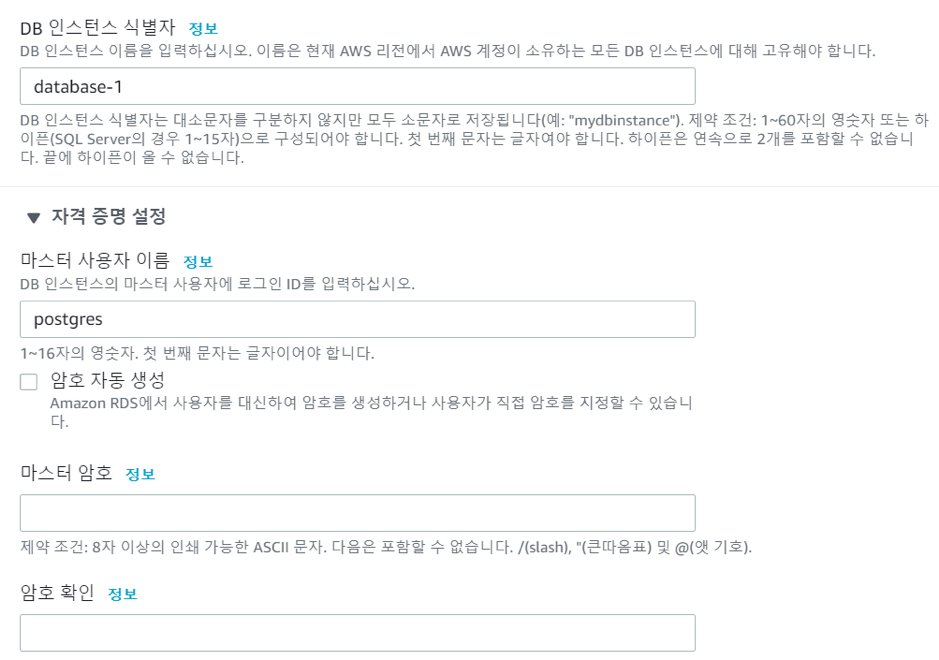 DB 인스턴스 식별자 정보
DB 인스턴스 이름을 입력하십시오. 이름은 현재 AWS 리전에서 AWS 계정이 소유하는 모든 DB 인스턴스에 대해 고유해야 합니다.
database-1
DB 인스턴스 식별자는 대소문자를 구분하지 않지만 모두 소문자로 저장됩니다(예: "mydbinstance"). 제약 조건: 1~60자의 영숫자 또는 하
이픈(SQL Server의 경우 1~15자)으로 구성되어야 합니다. 첫 번째 문자는 글자여야 합니다. 하이픈은 연속으로 2개를 포함할 수 없습니
다. 끝에 하이픈이 올 수 없습니다.
▼ 자격 증명 설정
마스터 사용자 이름 정보
DB 인스턴스의 마스터 사용자에 로그인 ID를 입력하십시오.
postgres
1~16자의 영숫자. 첫 번째 문자는 글자이어야 합니다.
암호 자동 생성
Amazon RDS에서 사용자를 대신하여 암호를 생성하거나 사용자가 직접 암호를 지정할 수 있습니
다.
마스터 암호 정보
제약 조건: 8자 이상의 인쇄 가능한 ASCII 문자. 다음은 포함할 수 없습니다. /(slash), "(큰따옴표) 및 @(앳 기호).
암호 확인 정보